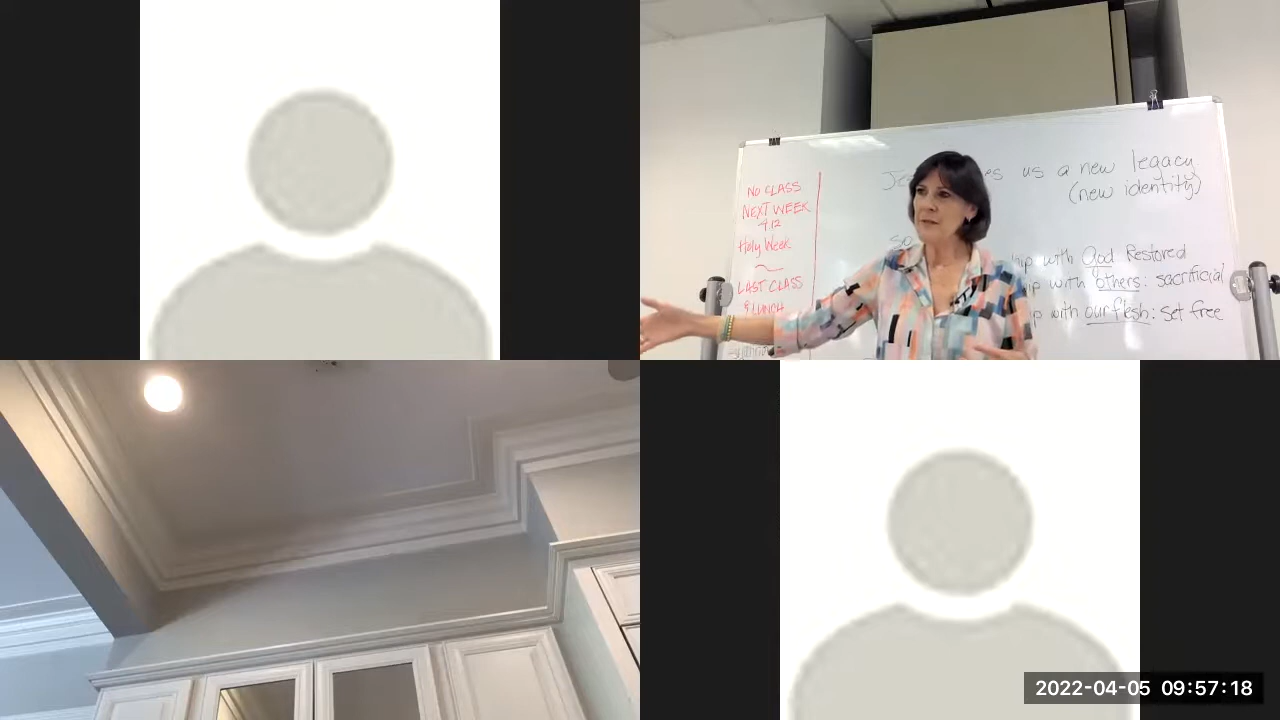 NO CLASS
NEXT WEEK
4/12
Holy Week
LAST CLASS
& LUNCH
us a new legacy
(new identity)
So
with God Restored
with others: sacrificial
with our flesh: set free
2022-04-05 09:57:18